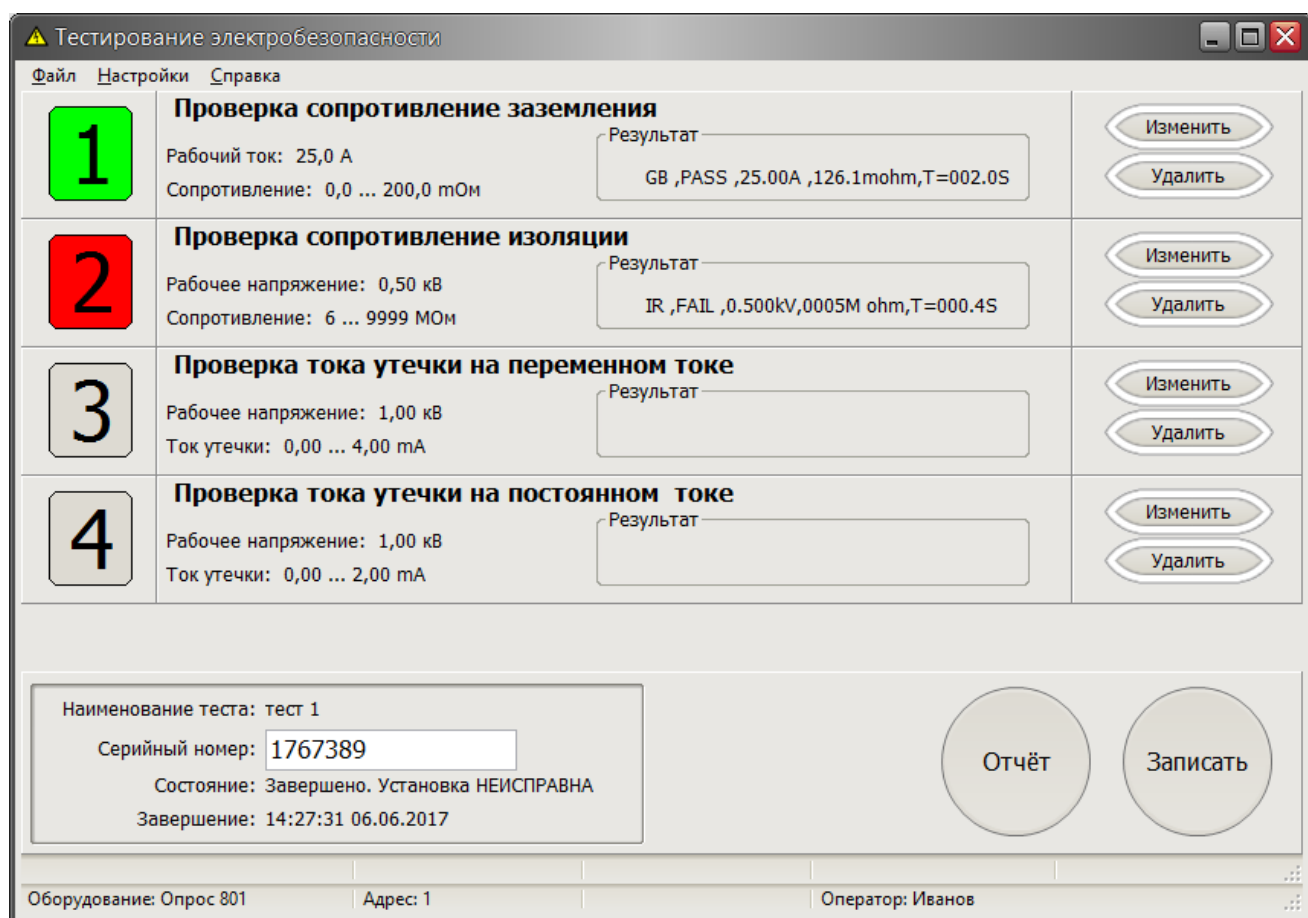 Тестирование электробезопасности
Файл Настройки Справка
1
Проверка сопротивление заземления
Рабочий ток: 25,0 А
Сопротивление: 0,0 ... 200,0 mОм
Результат
GB ,PASS ,25.00A ,126.1mohm,T=002.0S
Изменить
Удалить
2
Проверка сопротивление изоляции
Рабочее напряжение: 0,50 кВ
Сопротивление: 6 ... 9999 МОм
Результат
IR ,FAIL ,0.500kV,0005M ohm,T=000.4S
Изменить
Удалить
3
Проверка тока утечки на переменном токе
Рабочее напряжение: 1,00 кВ
Ток утечки: 0,00 ... 4,00 mA
Результат
Изменить
Удалить
4
Проверка тока утечки на постоянном токе
Рабочее напряжение: 1,00 кВ
Ток утечки: 0,00 ... 2,00 mA
Результат
Изменить
Удалить
Наименование теста: тест 1
Серийный номер: 1767389
Состояние: Завершено. Установка НЕИСПРАВНА
Завершение: 14:27:31 06.06.2017
Отчёт
Записать
Оборудование: Опрос 801 Адрес: 1 Оператор: Иванов